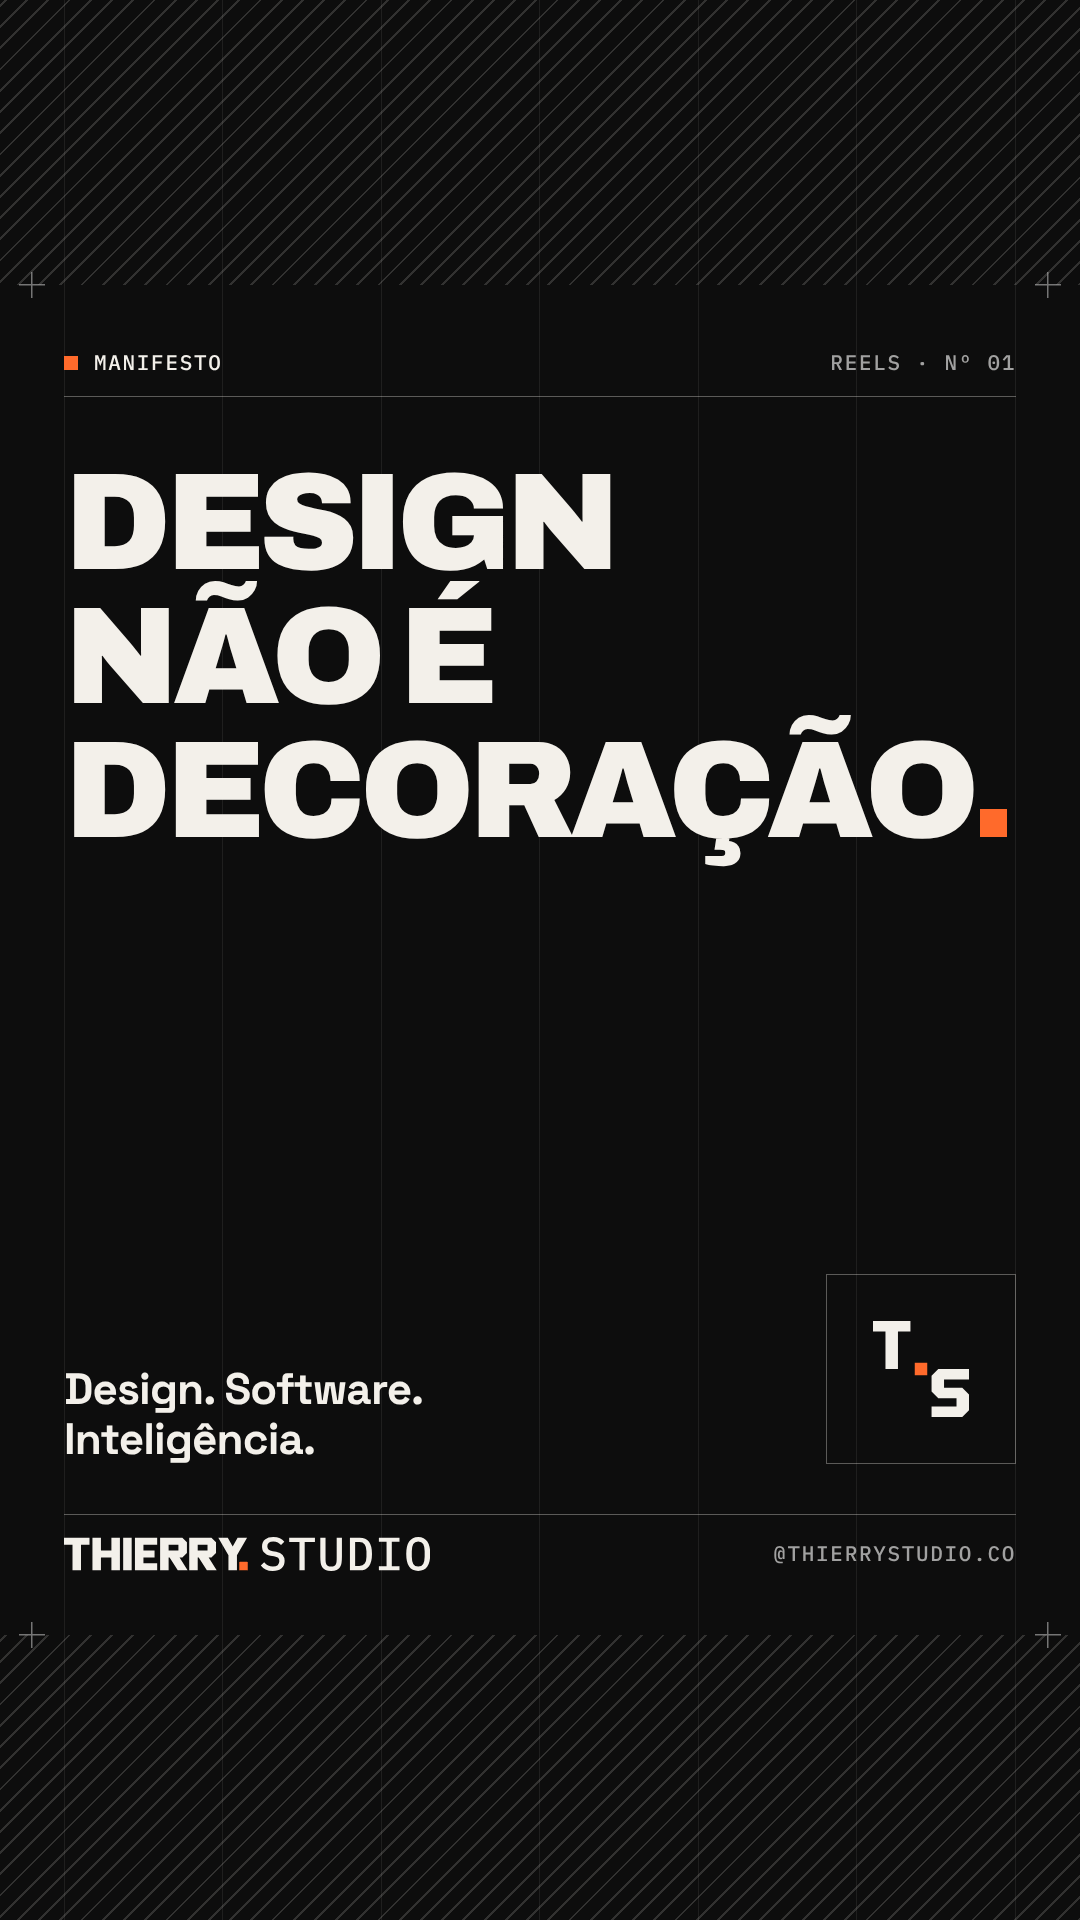 MANIFESTO
REELS · Nº 01
DESIGN
NÃO É
DECORAÇÃO.
T.S
Design. Software.
Inteligência.
THIERRY. STUDIO
@THIERRYSTUDIO.CO